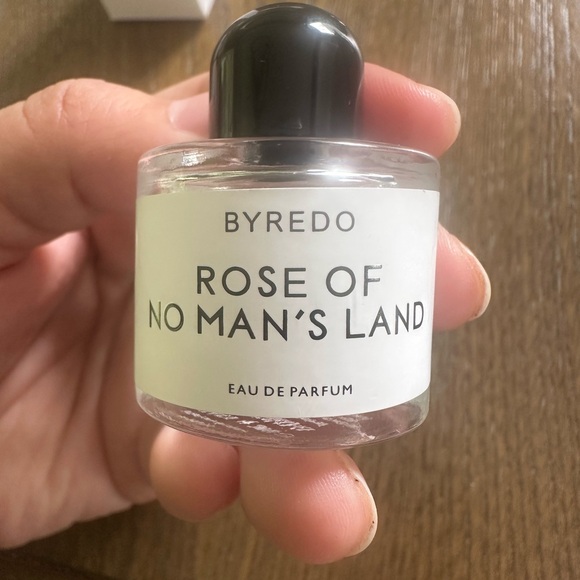 BYREDO
ROSE OF
NO MAN'S LAND
EAU DE PARFUM